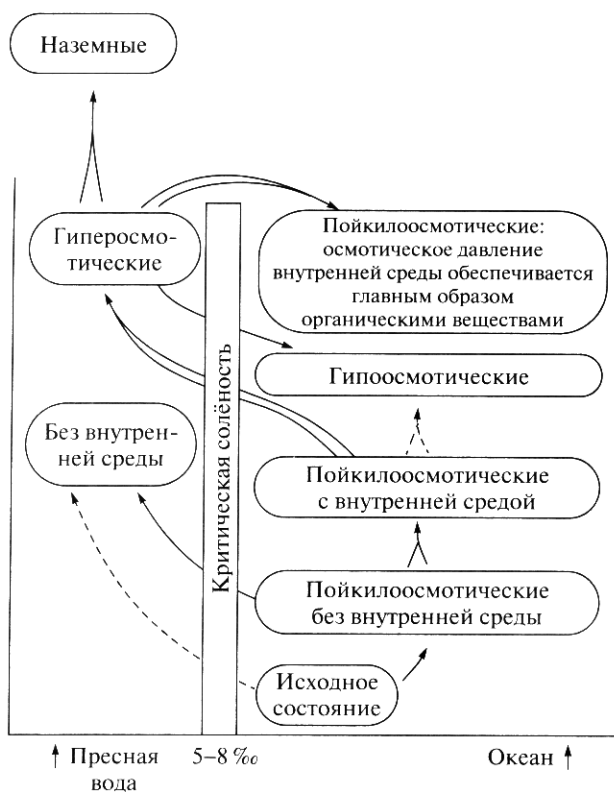 Наземные
Гиперосмо-
тические
Пойкилоосмотические:
осмотическое давление
внутренней среды обеспечивается
главным образом
органическими веществами
Гипоосмотические
Без внутрен-
ней среды
Критическая солёность
Пойкилоосмотические
с внутренней средой
Пойкилоосмотические
без внутренней среды
Исходное
состояние
Пресная
вода
5–8 ‰
Океан